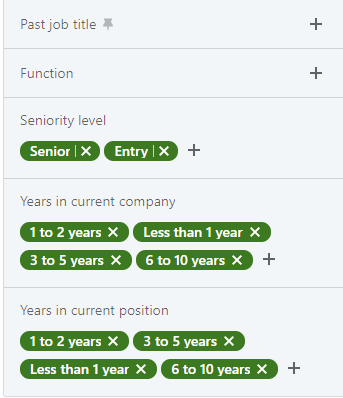 Past job title
Function
Seniority level
Senior Entry
Years in current company
1 to 2 years Less than 1 year
3 to 5 years 6 to 10 years
Years in current position
1 to 2 years 3 to 5 years
Less than 1 year 6 to 10 years